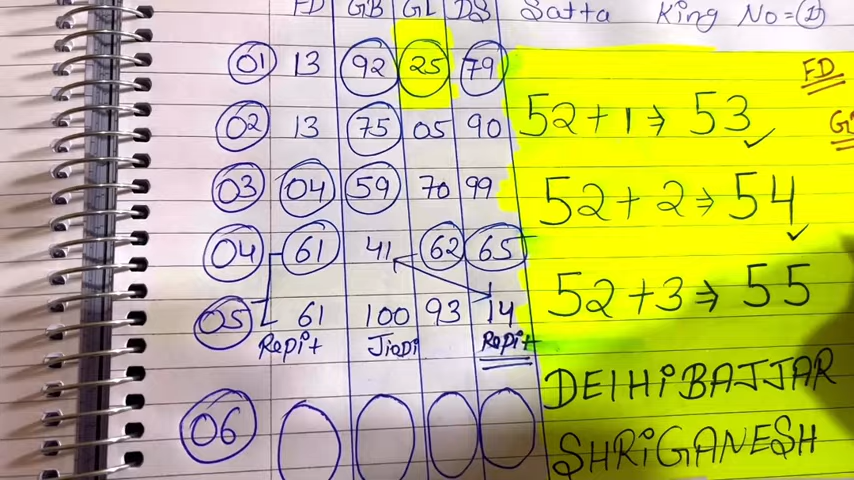 FD GB GL DS Satta King No=(1)
01 13 92 25 79
FD
02 13 75 05 90
52+1⇒53
03 04 59 70 99
52+2⇒54
04 61 41 62 65
52+3⇒55
05 61 100 93 14
Repit Jiodi Repit
DElHiBAJJAR
06
SHRiGANESH